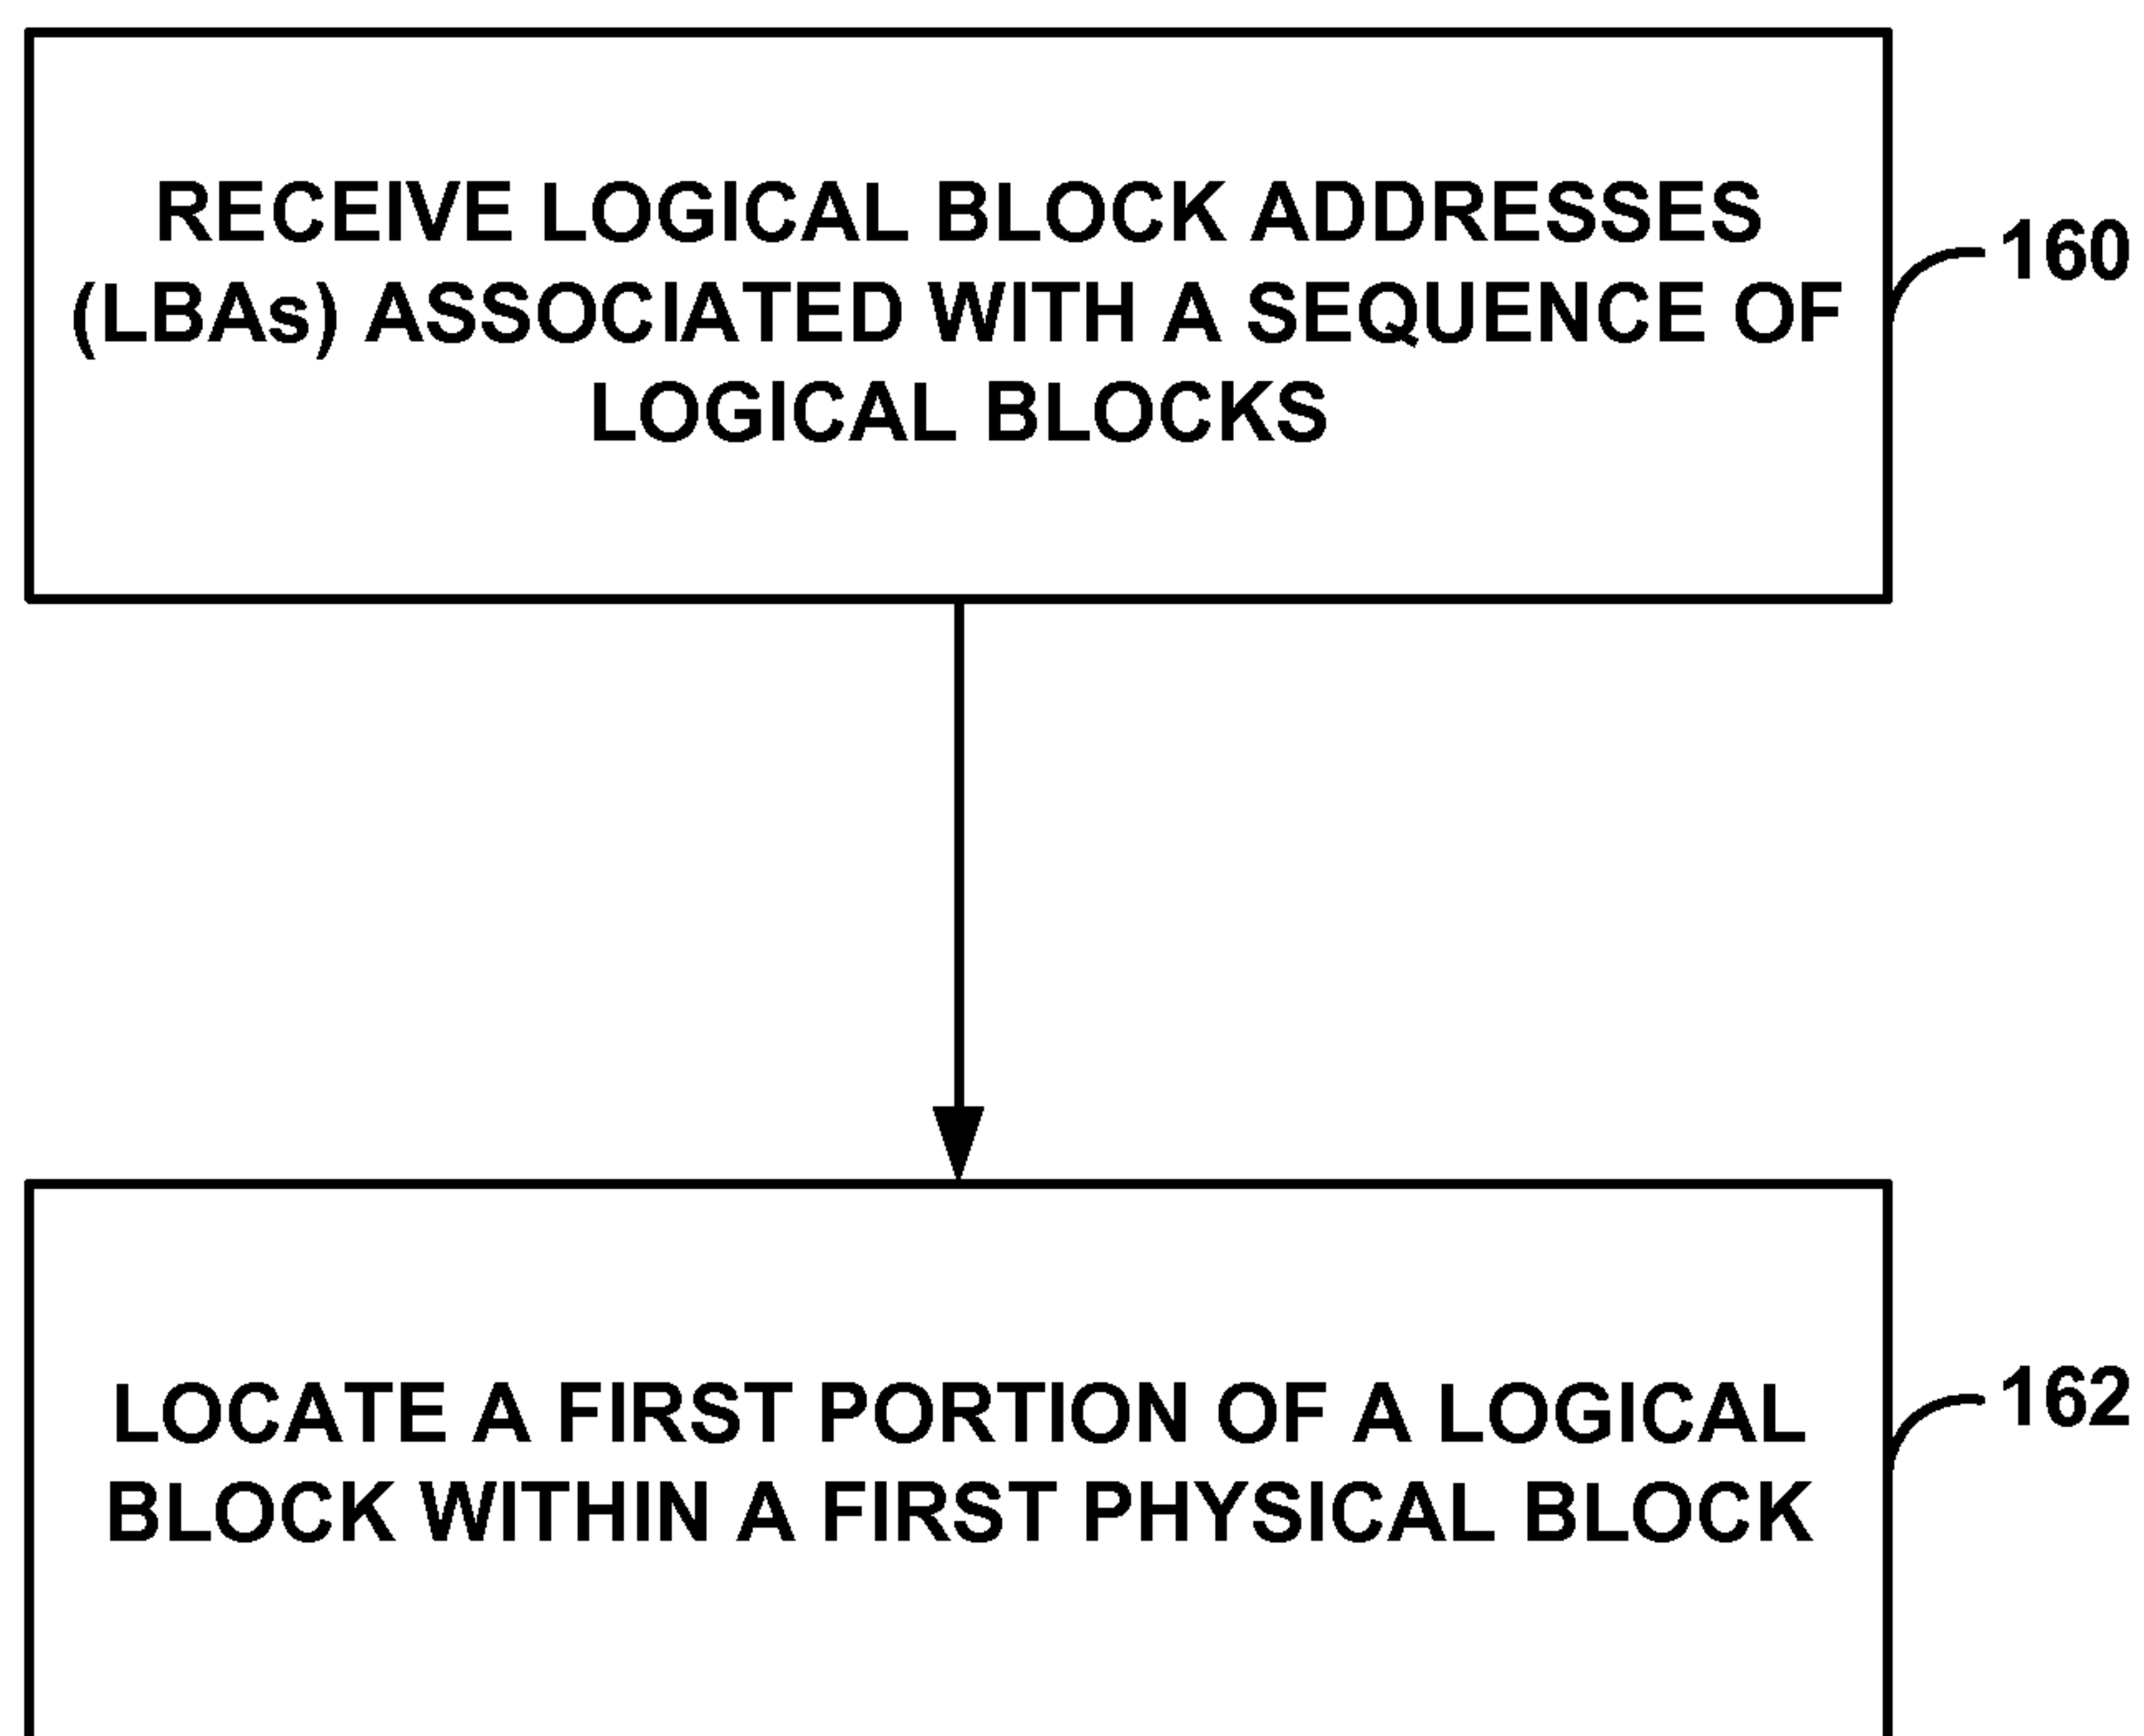 RECEIVE LOGICAL BLOCK ADDRESSES
(LBAs) ASSOCIATED WITH A SEQUENCE OF
LOGICAL BLOCKS
160
LOCATE A FIRST PORTION OF A LOGICAL
BLOCK WITHIN A FIRST PHYSICAL BLOCK
162